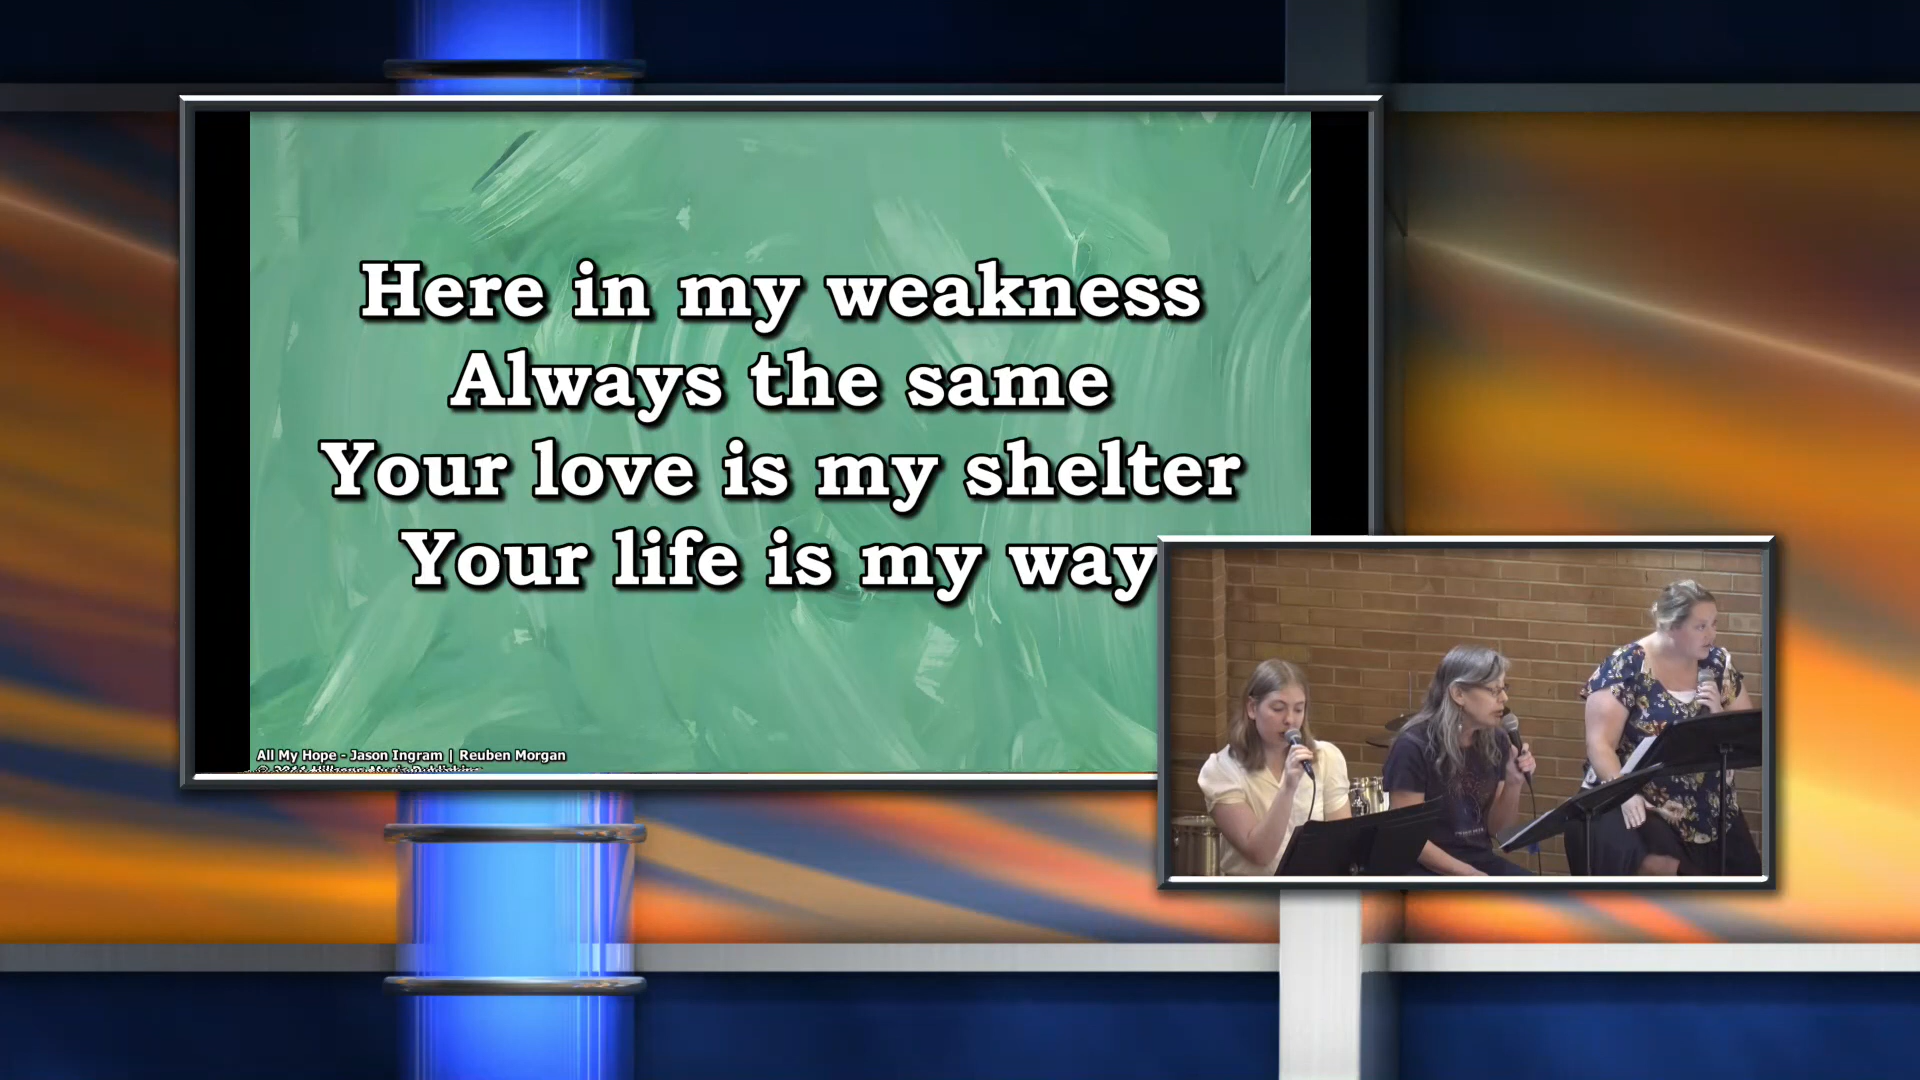 Here in my weakness
Always the same
Your love is my shelter
Your life is my way
All My Hope - Jason Ingram | Reuben Morgan